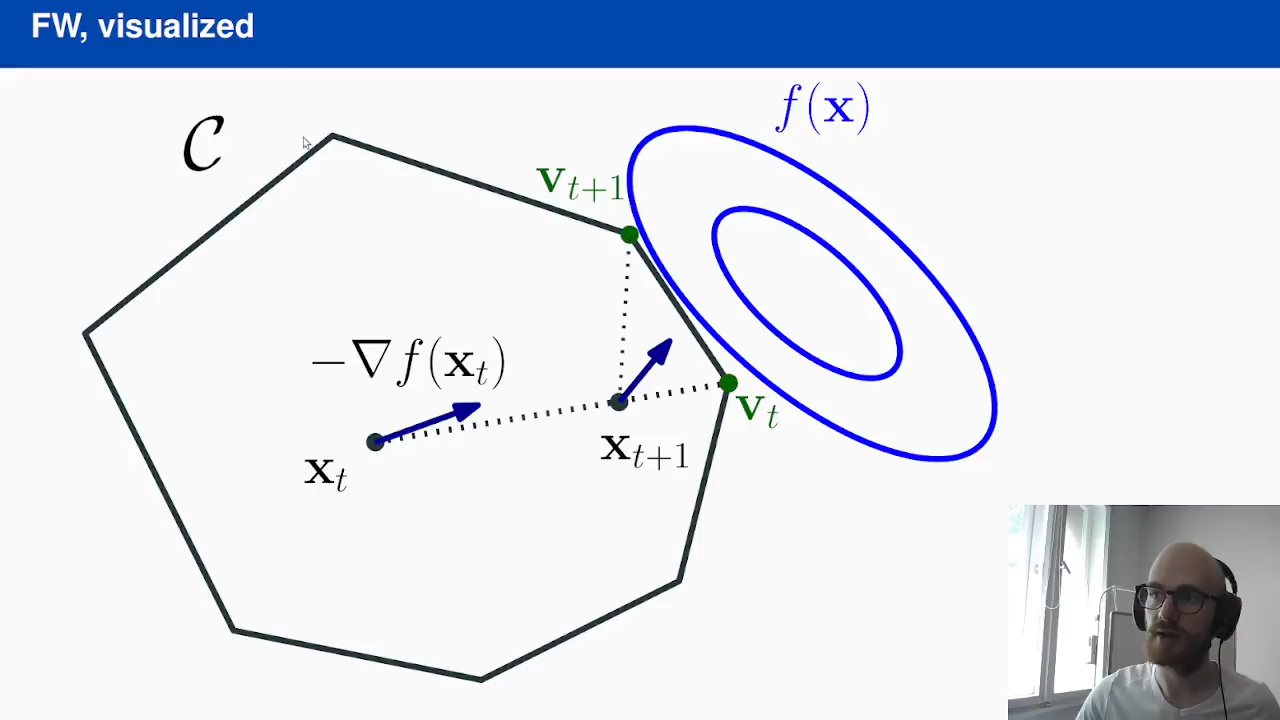 FW, visualized
f(x)
C
v_{t+1}
−∇f(x_t)
v_t
x_{t+1}
x_t